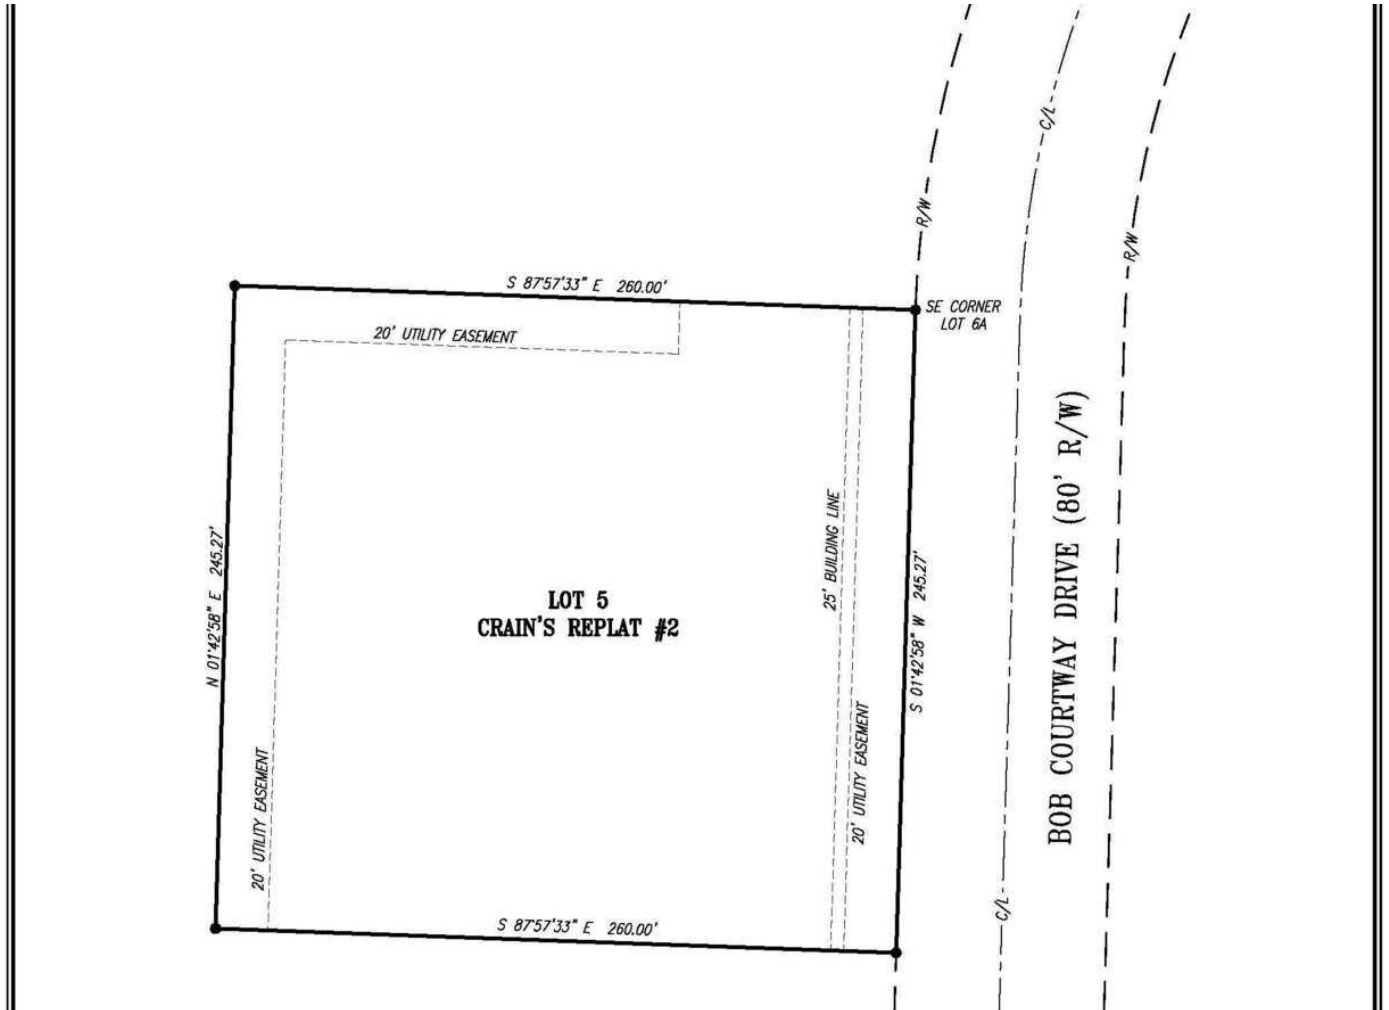 C/L
R/W
R/W
S 87°57'33" E 260.00'
SE CORNER
LOT 6A
20' UTILITY EASEMENT
25' BUILDING LINE
N 01°42'58" E 245.27'
S 01°42'58" W 245.27'
BOB COURTWAY DRIVE (80' R/W)
LOT 5
CRAIN'S REPLAT #2
20' UTILITY EASEMENT
20' UTILITY EASEMENT
C/L
S 87°57'33" E 260.00'